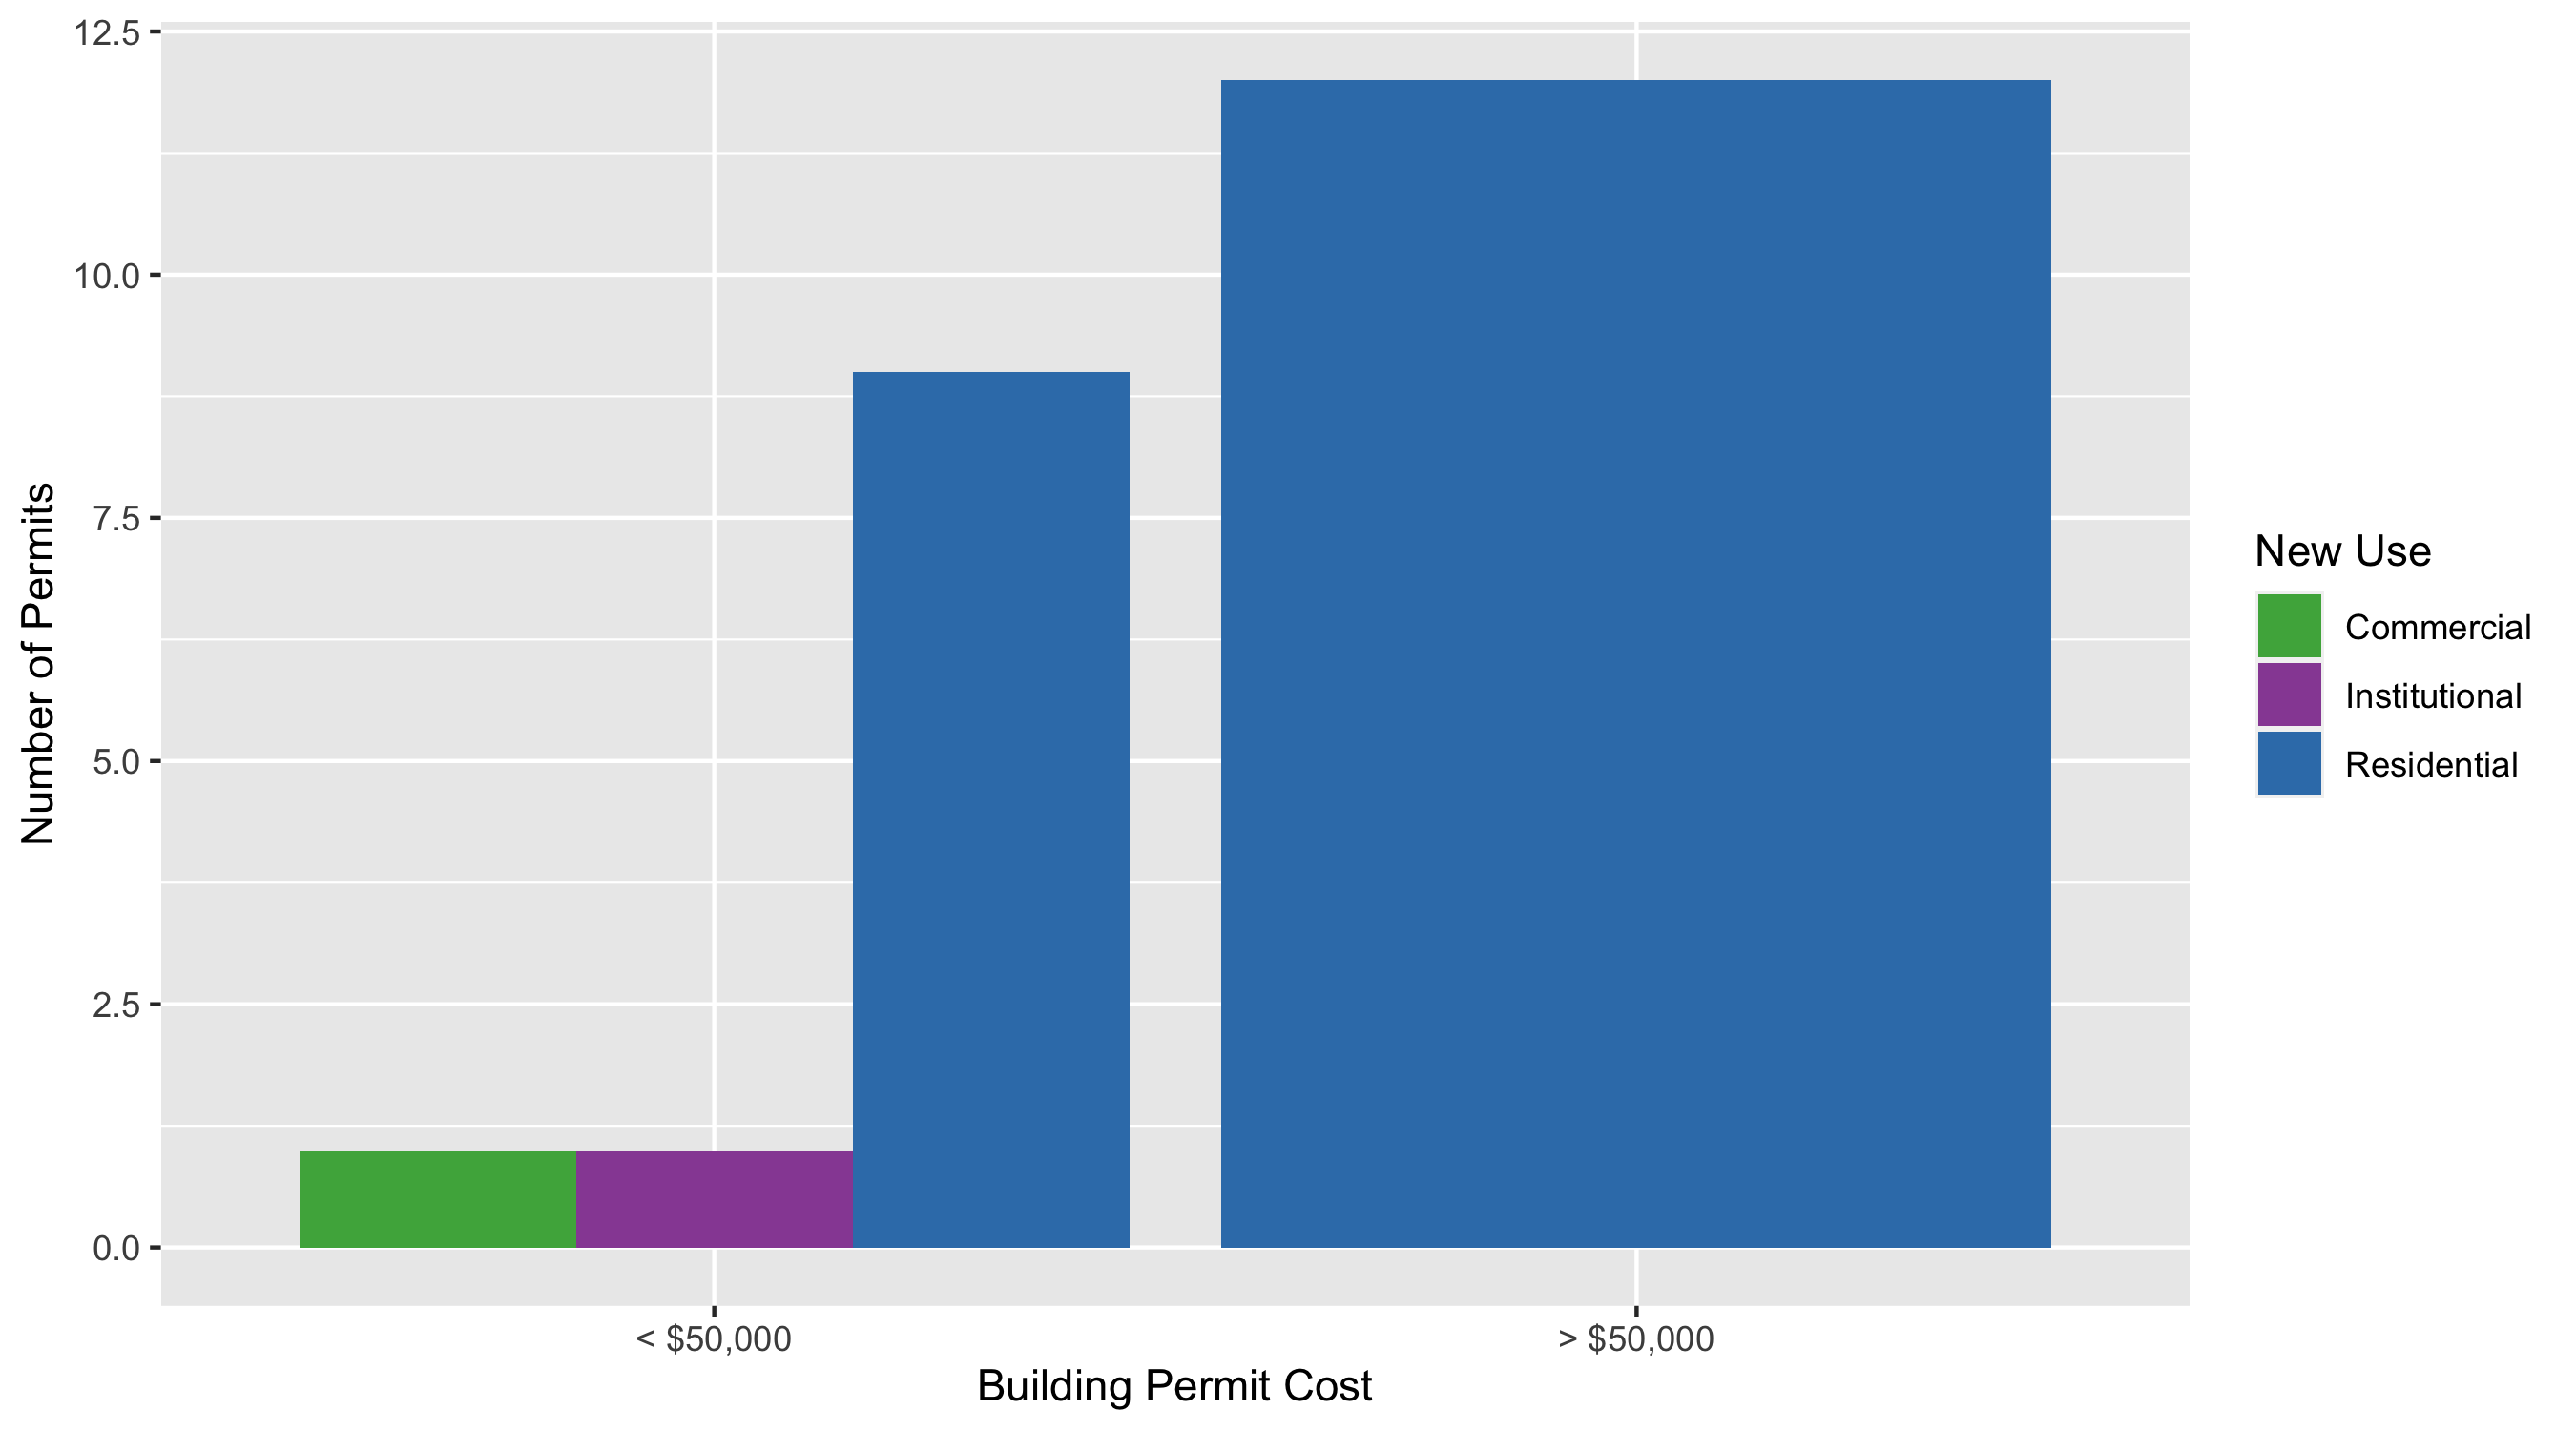 12.5
10.0
7.5
5.0
2.5
0.0
Number of Permits
< $50,000
> $50,000
Building Permit Cost
New Use
Commercial
Institutional
Residential